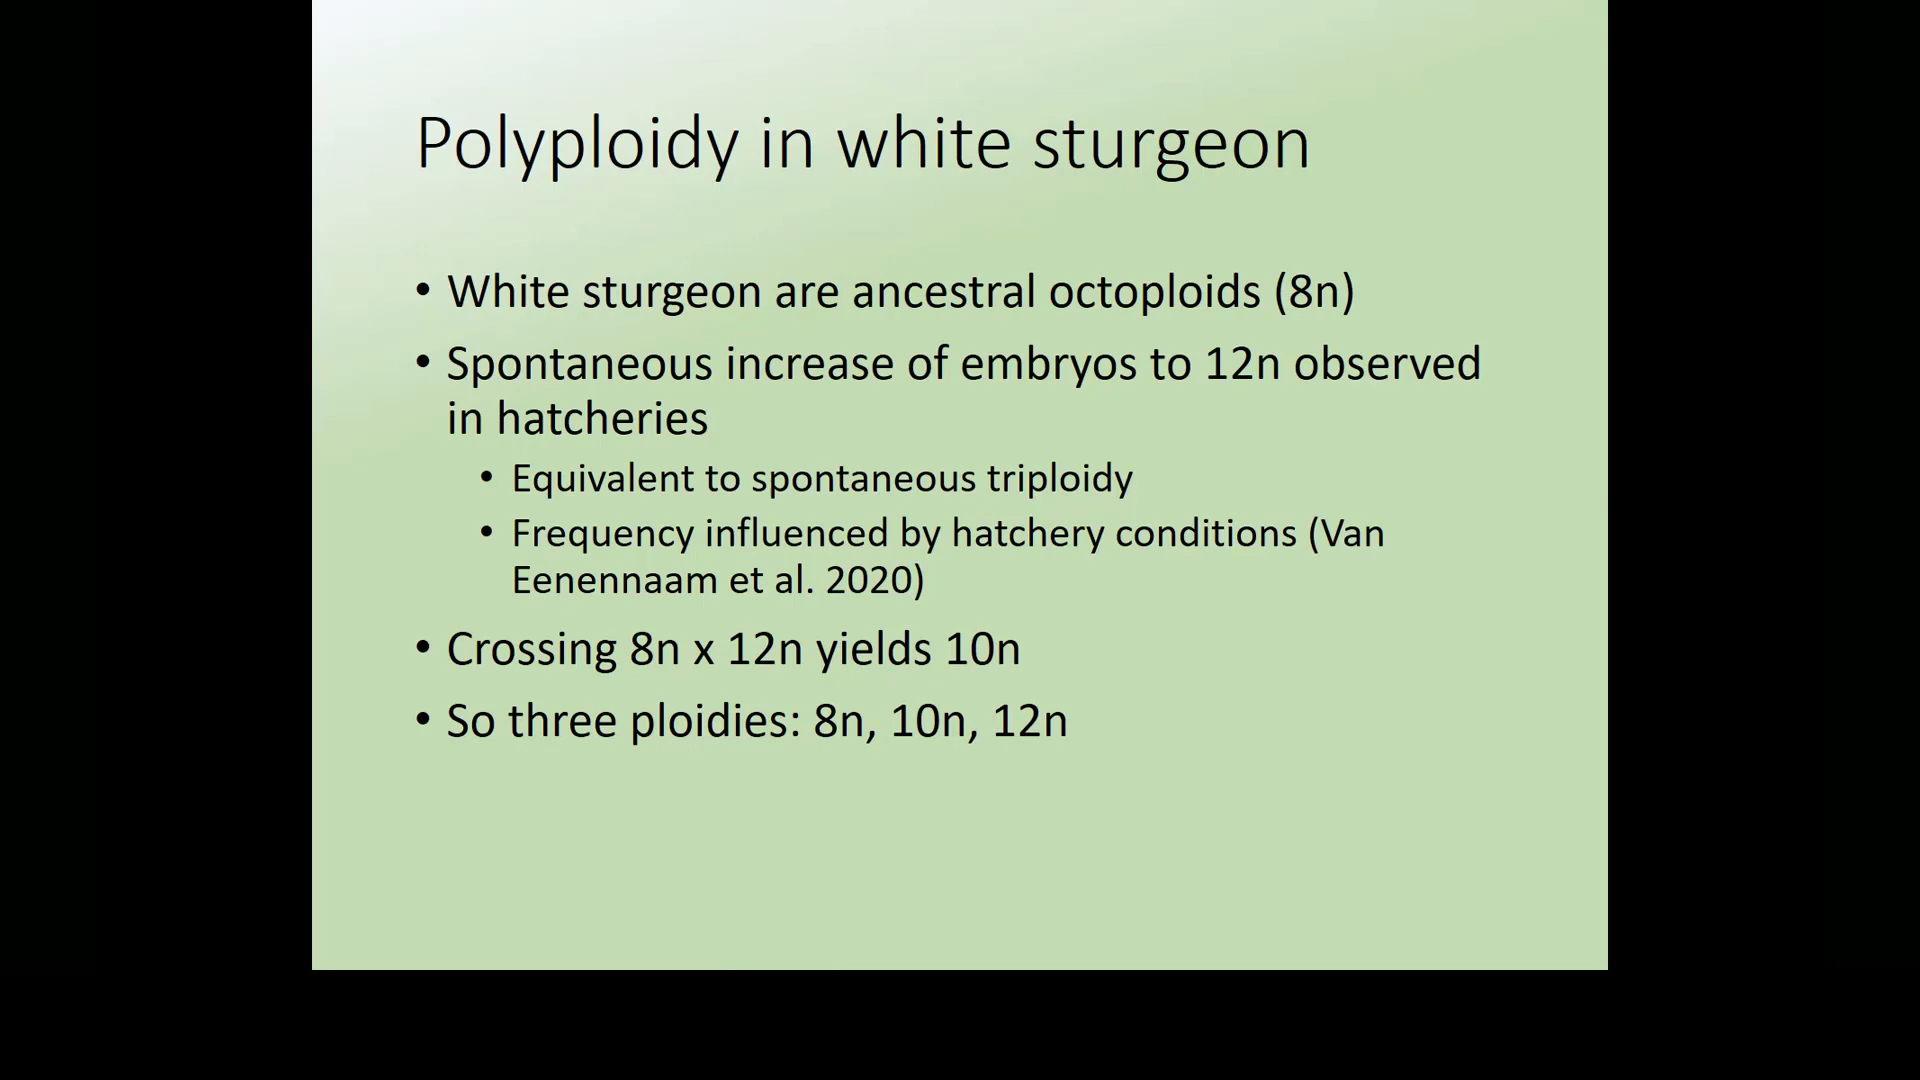 Polyploidy in white sturgeon
• White sturgeon are ancestral octoploids (8n)
• Spontaneous increase of embryos to 12n observed
in hatcheries
• Equivalent to spontaneous triploidy
• Frequency influenced by hatchery conditions (Van
Eenennaam et al. 2020)
• Crossing 8n x 12n yields 10n
• So three ploidies: 8n, 10n, 12n